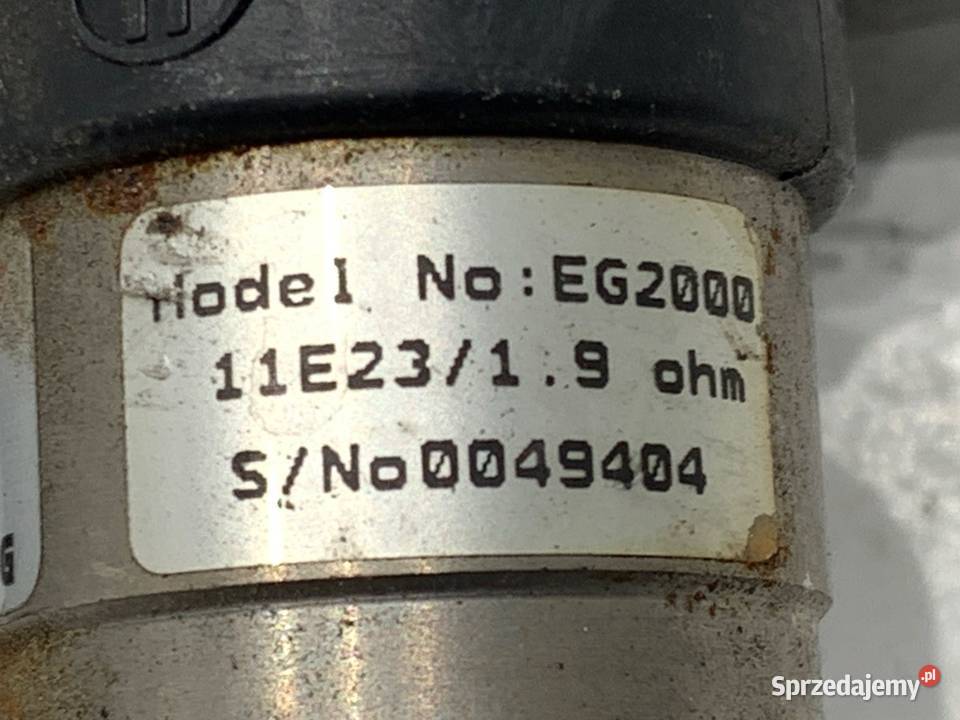 Model No:EG2000
11E23/1.9 ohm
S/No0049404
G
Sprzedajemy.pl